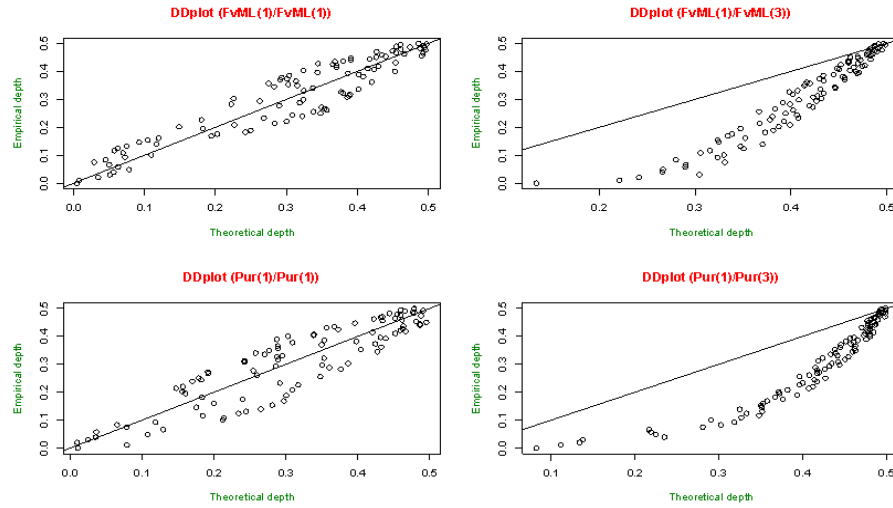 DDplot (FvML(1)/FvML(1))
Empirical depth
0.5
0.4
0.3
0.2
0.1
0.0
0.0 0.1 0.2 0.3 0.4 0.5
Theoretical depth
DDplot (FvML(1)/FvML(3))
Empirical depth
0.5
0.4
0.3
0.2
0.1
0.0
0.2 0.3 0.4 0.5
Theoretical depth
DDplot (Pur(1)/Pur(1))
Empirical depth
0.5
0.4
0.3
0.2
0.1
0.0
0.0 0.1 0.2 0.3 0.4 0.5
Theoretical depth
DDplot (Pur(1)/Pur(3))
Empirical depth
0.5
0.4
0.3
0.2
0.1
0.0
0.1 0.2 0.3 0.4 0.5
Theoretical depth